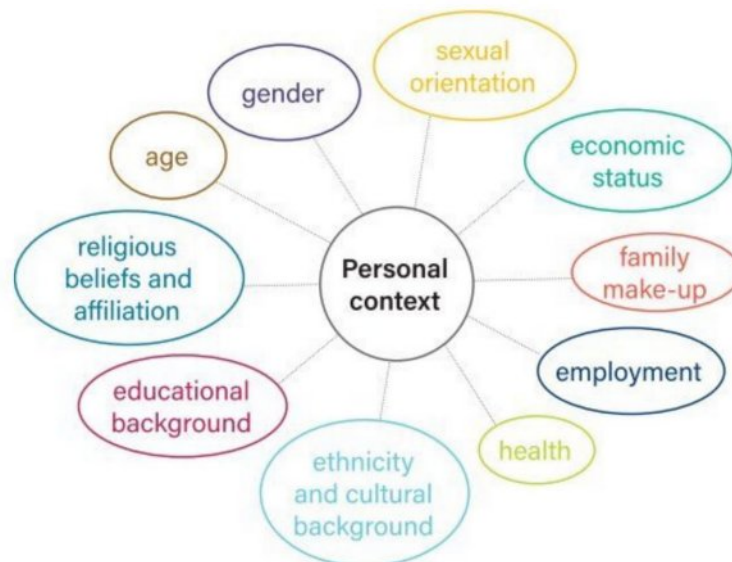 sexual
orientation
gender
economic
status
age
family
make-up
religious
beliefs and
affiliation
Personal
context
employment
educational
background
health
ethnicity
and cultural
background